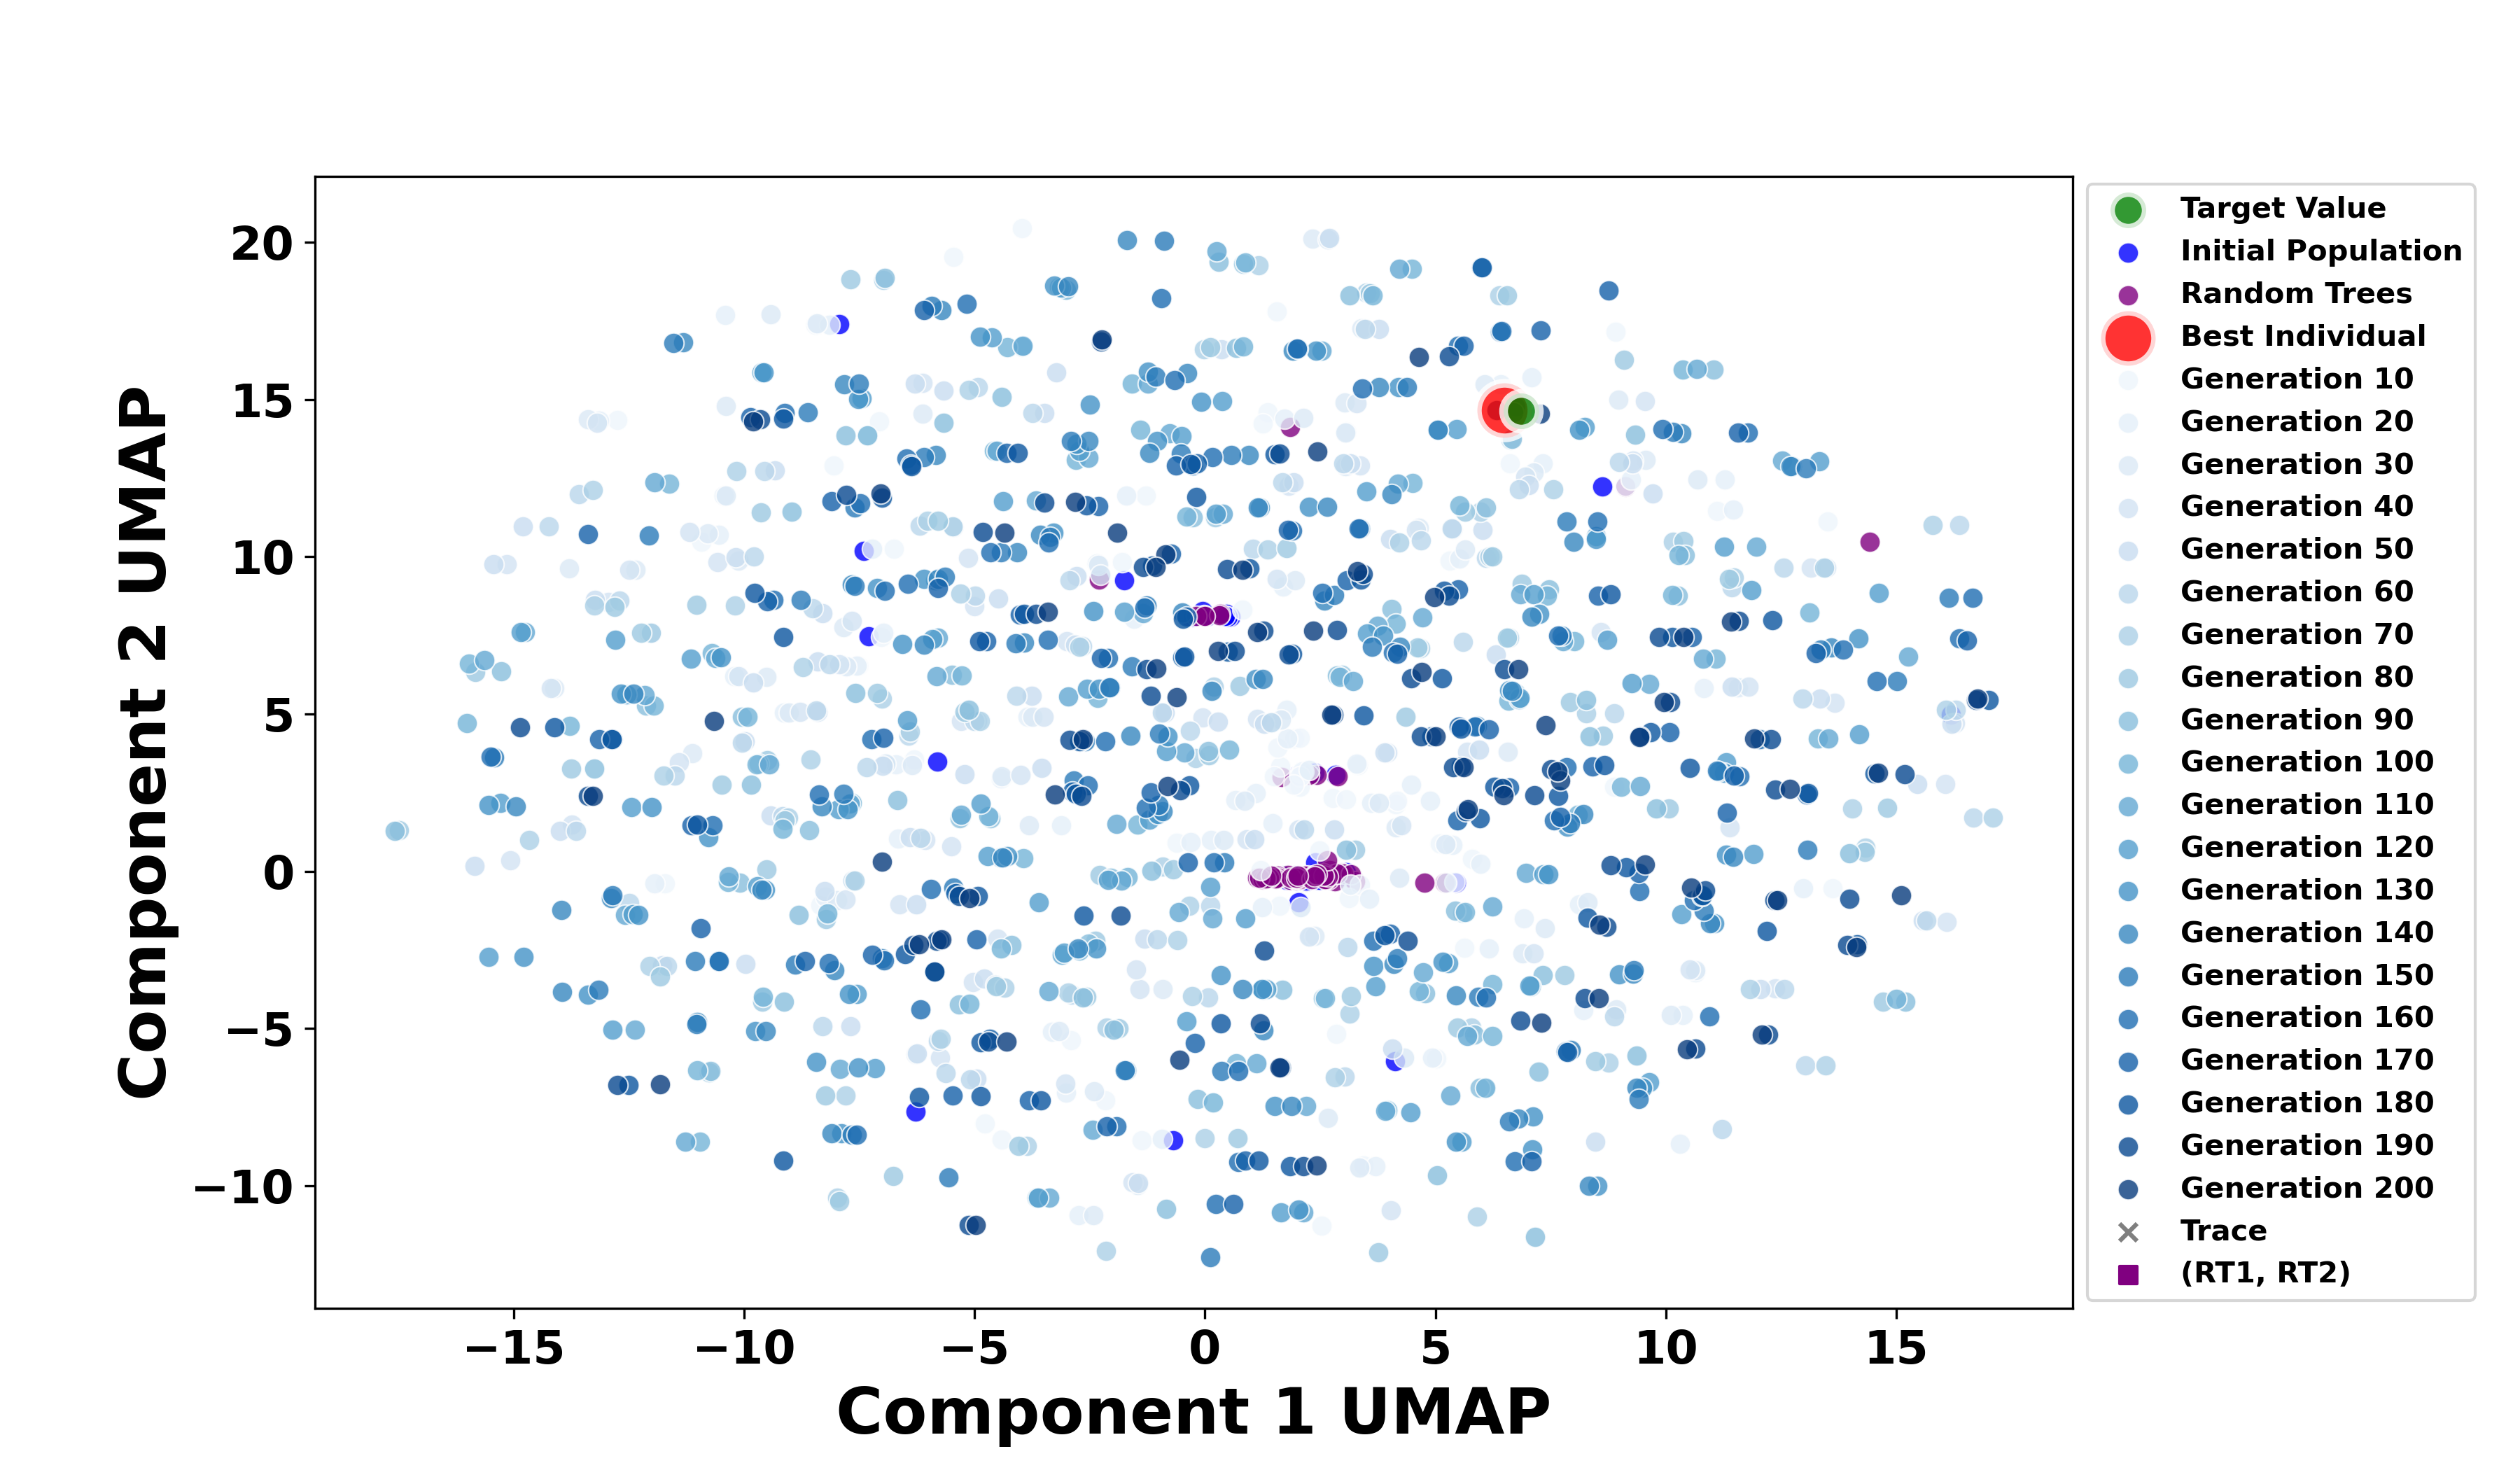 20
15
10
5
0
−5
−10
Component 2 UMAP
−15
−10
−5
0
5
10
15
Component 1 UMAP
Target Value
Initial Population
Random Trees
Best Individual
Generation 10
Generation 20
Generation 30
Generation 40
Generation 50
Generation 60
Generation 70
Generation 80
Generation 90
Generation 100
Generation 110
Generation 120
Generation 130
Generation 140
Generation 150
Generation 160
Generation 170
Generation 180
Generation 190
Generation 200
Trace
(RT1, RT2)